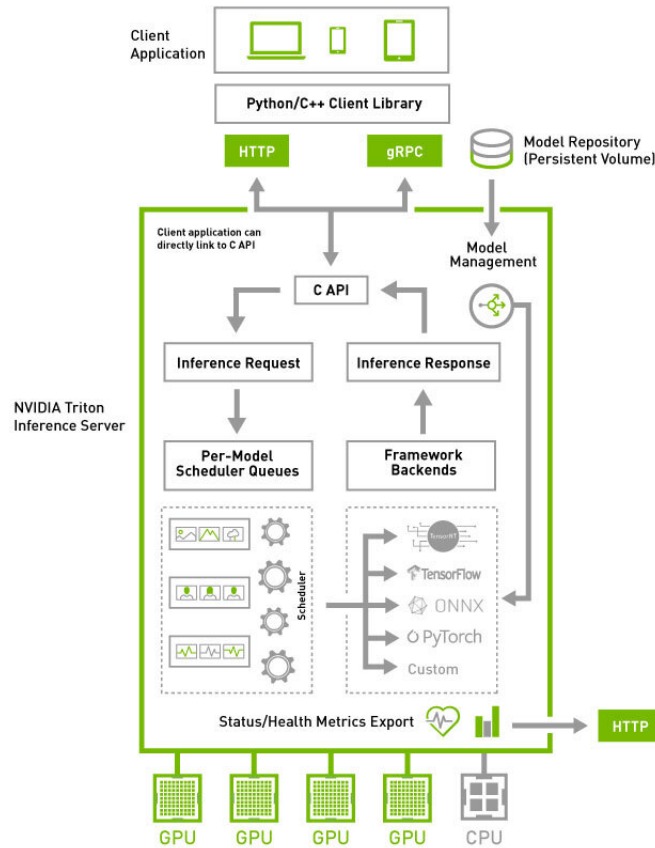 Client
Application
Python/C++ Client Library
HTTP
gRPC
Model Repository
(Persistent Volume)
Client application can
directly link to C API
Model
Management
C API
Inference Request
Inference Response
NVIDIA Triton
Inference Server
Per-Model
Scheduler Queues
Framework
Backends
Scheduler
TensorRT
TensorFlow
ONNX
PyTorch
Custom
Status/Health Metrics Export
HTTP
GPU
GPU
GPU
GPU
CPU